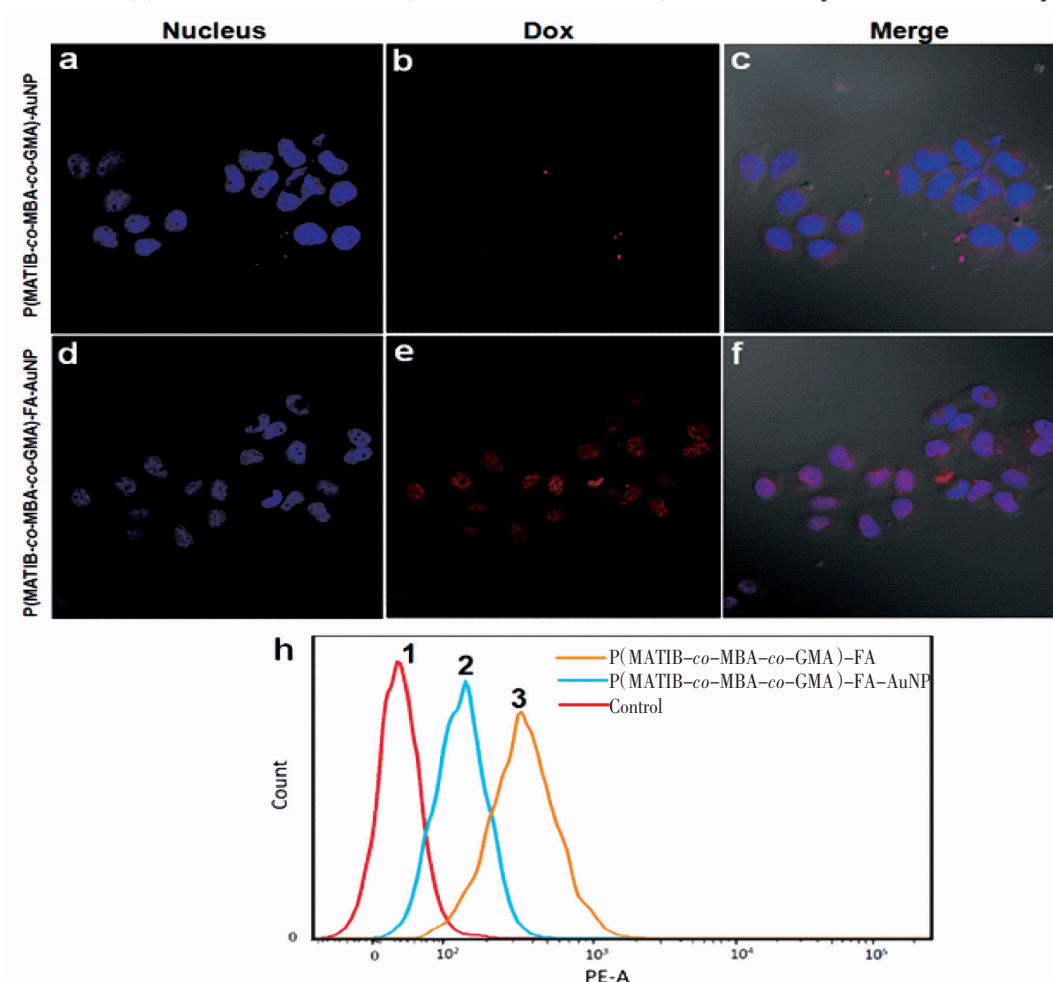 Nucleus Dox Merge
P(MATIB-co-MBA-co-GMA)-AuNP
a b c
P(MATIB-co-MBA-co-GMA)-FA-AuNP
d e f
h
1 2 3
P(MATIB-co-MBA-co-GMA)-FA
P(MATIB-co-MBA-co-GMA)-FA-AuNP
Control
Count
0
0 10² 10³ 10⁴ 10⁵
PE-A